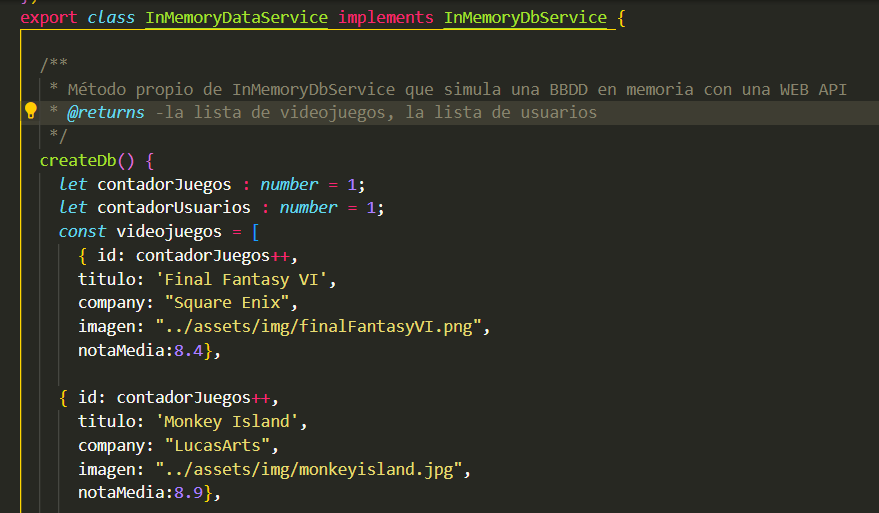 export class InMemoryDataService implements InMemoryDbService {
/**
* Método propio de InMemoryDbService que simula una BBDD en memoria con una WEB API
* @returns -la lista de videojuegos, la lista de usuarios
*/
createDb() {
let contadorJuegos : number = 1;
let contadorUsuarios : number = 1;
const videojuegos = [
{ id: contadorJuegos++,
titulo: 'Final Fantasy VI',
company: "Square Enix",
imagen: "../assets/img/finalFantasyVI.png",
notaMedia:8.4},
{ id: contadorJuegos++,
titulo: 'Monkey Island',
company: "LucasArts",
imagen: "../assets/img/monkeyisland.jpg",
notaMedia:8.9},